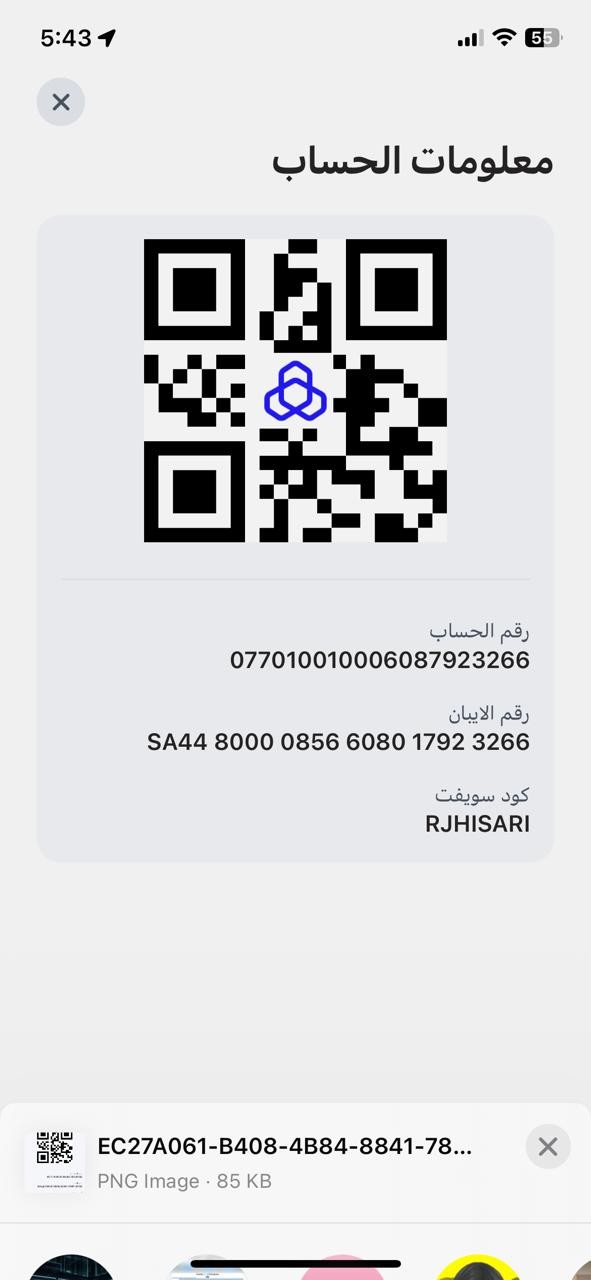 5:43
55
معلومات الحساب
رقم الحساب
077010010006087923266
رقم الايبان
SA44 8000 0856 6080 1792 3266
كود سويفت
RJHISARI
EC27A061-B408-4B84-8841-78...
PNG Image · 85 KB